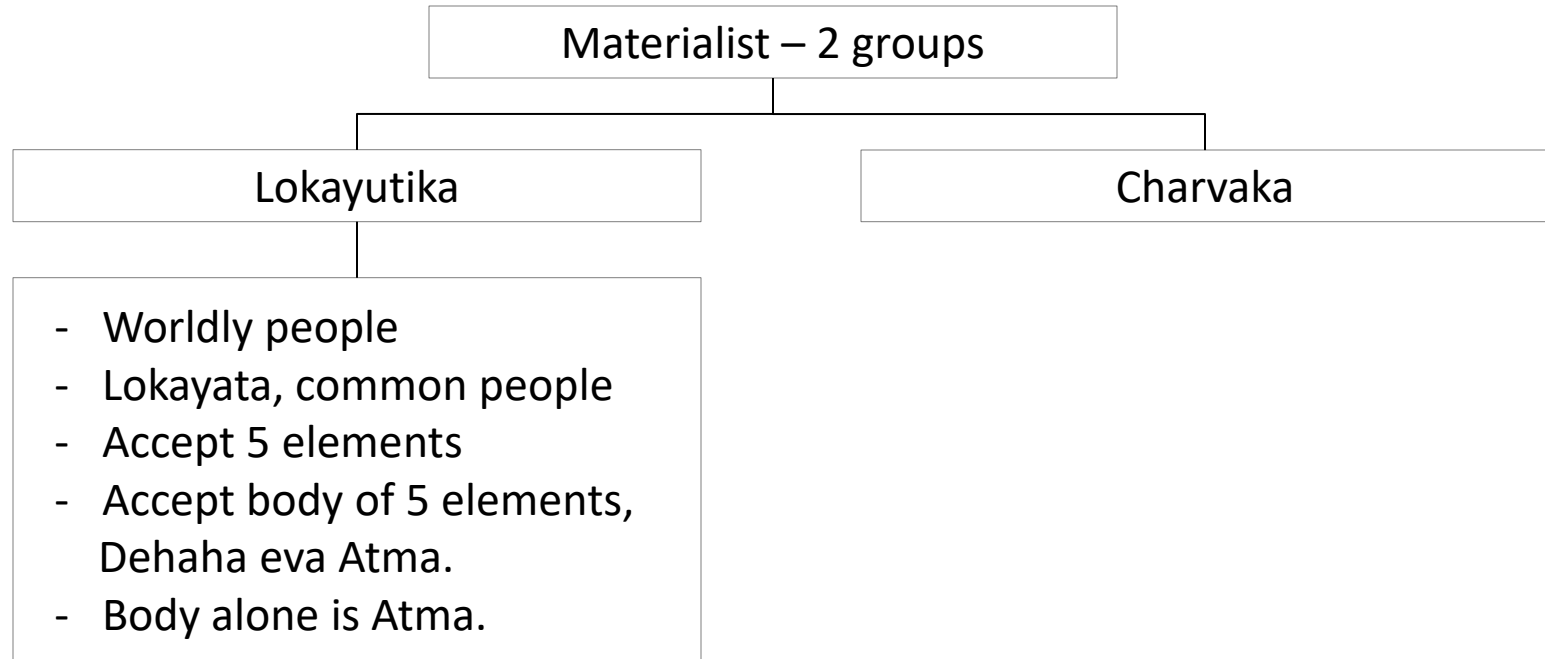 Materialist – 2 groups
Lokayutika
Charvaka
- Worldly people
- Lokayata, common people
- Accept 5 elements
- Accept body of 5 elements,
Dehaha eva Atma.
- Body alone is Atma.